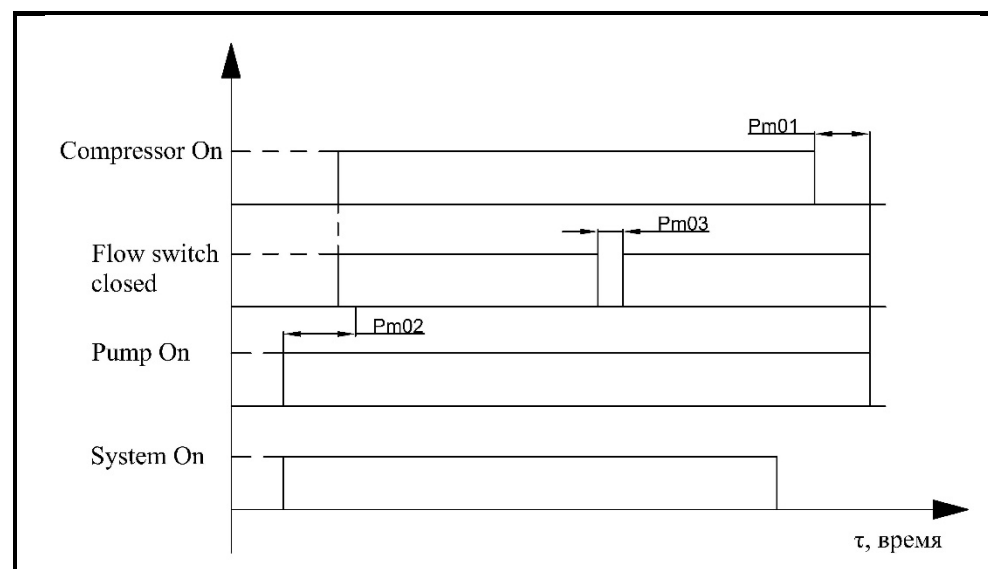 Pm01
Compressor On
Pm03
Flow switch
closed
Pm02
Pump On
System On
τ, время